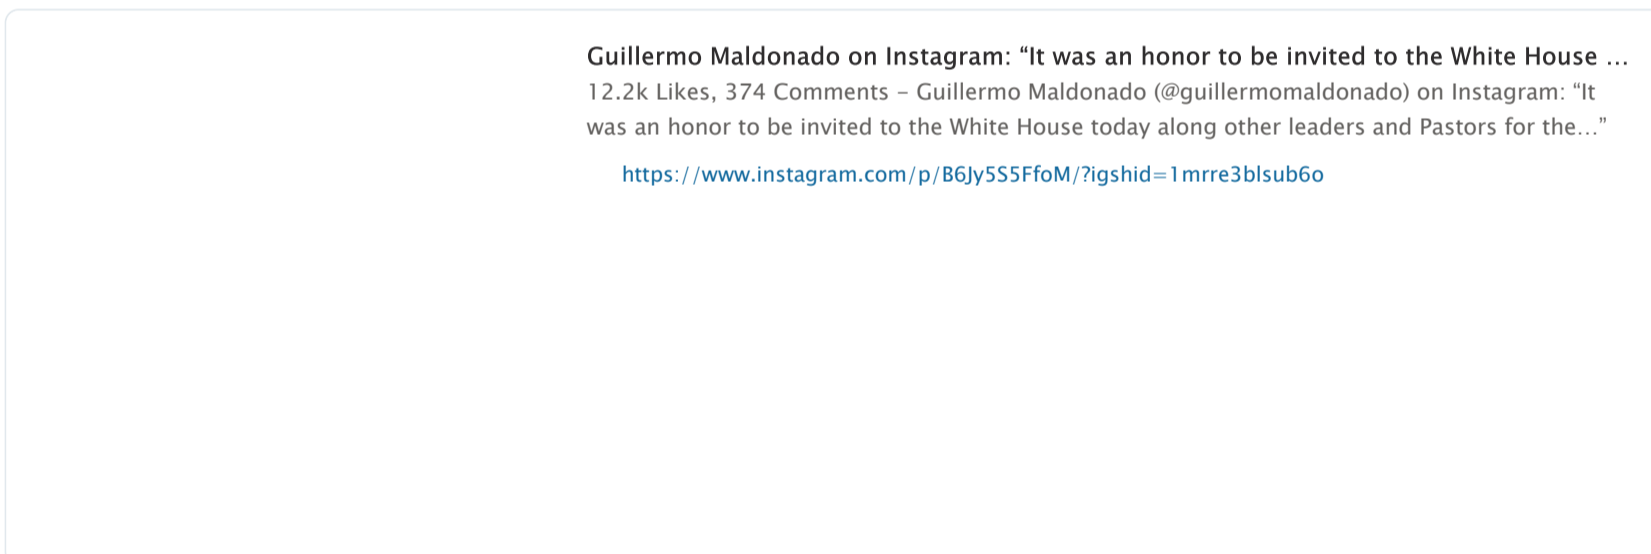 Guillermo Maldonado on Instagram: “It was an honor to be invited to the White House ...
12.2k Likes, 374 Comments – Guillermo Maldonado (@guillermomaldonado) on Instagram: “It
was an honor to be invited to the White House today along other leaders and Pastors for the...”
https://www.instagram.com/p/B6Jy5S5FfoM/?igshid=1mrre3blsub6o